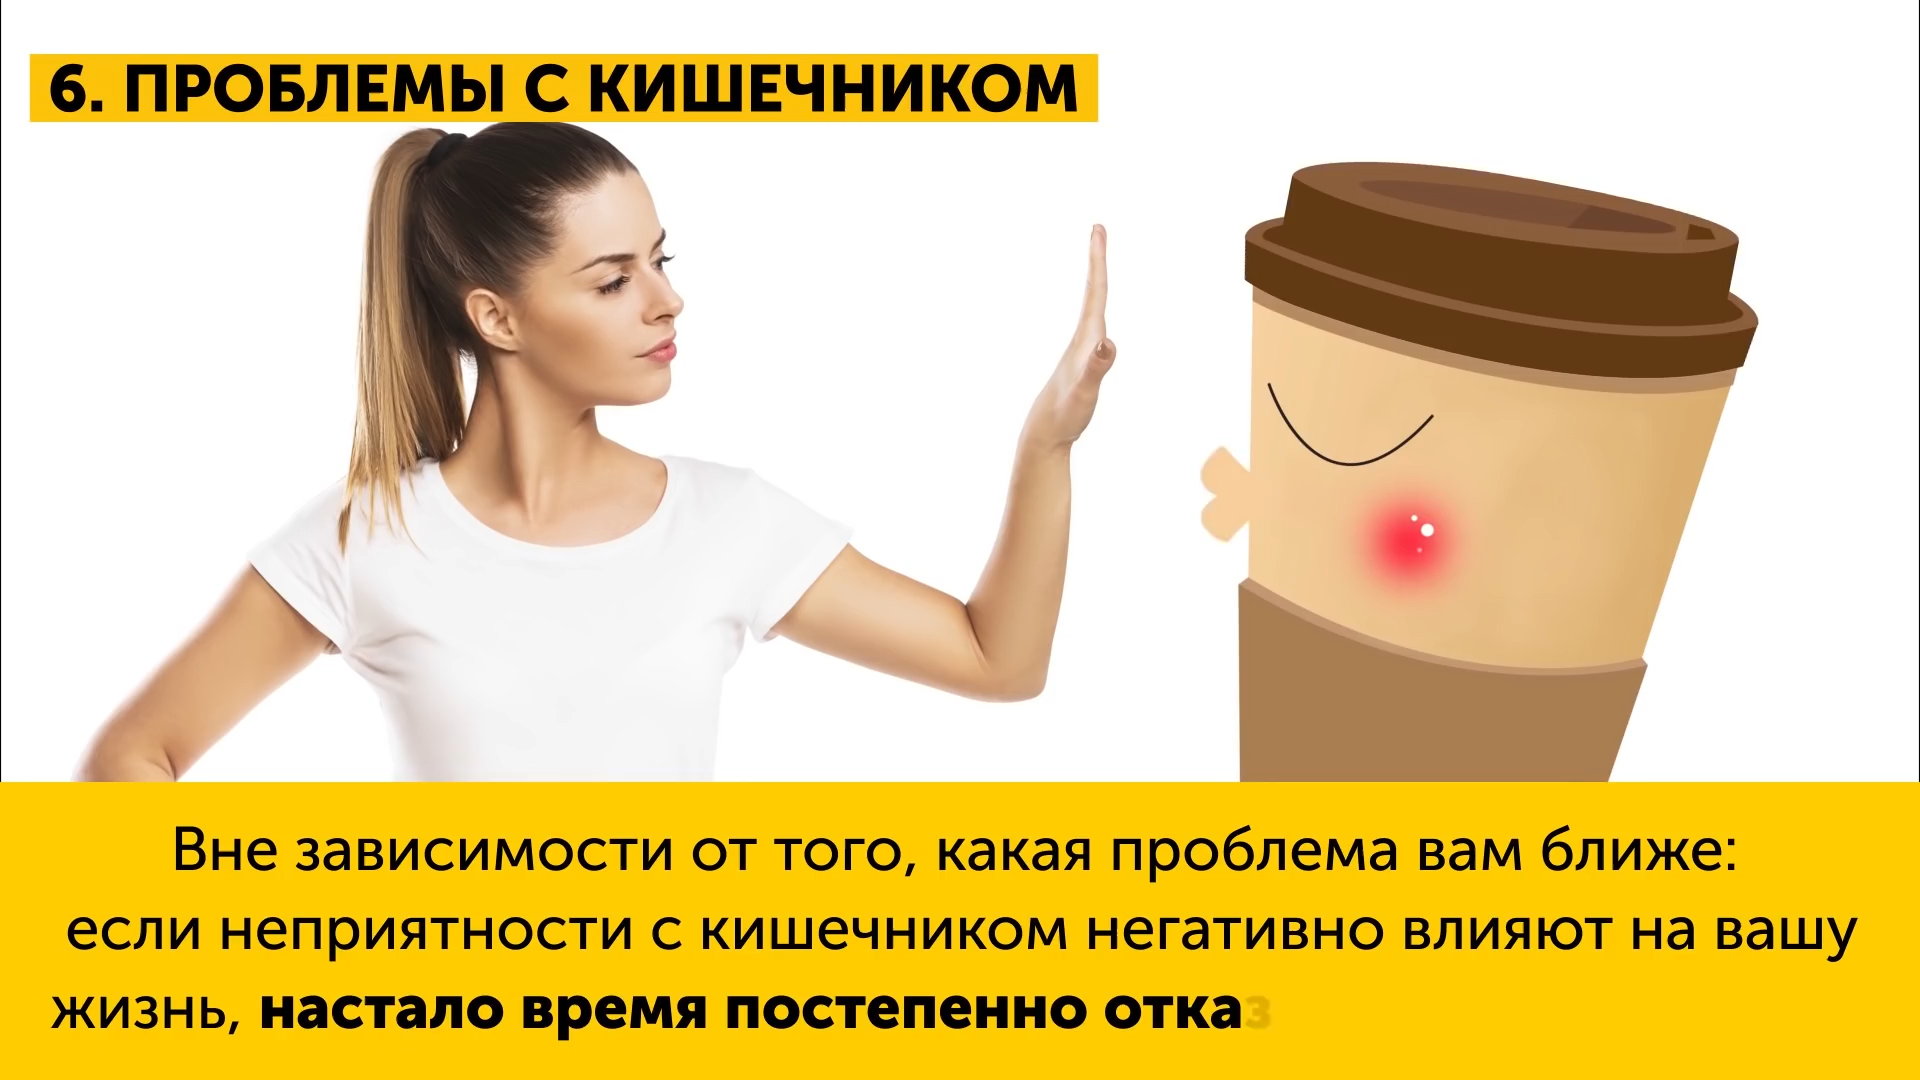 6. ПРОБЛЕМЫ С КИШЕЧНИКОМ
Вне зависимости от того, какая проблема вам ближе:
если неприятности с кишечником негативно влияют на вашу
жизнь, настало время постепенно отказ